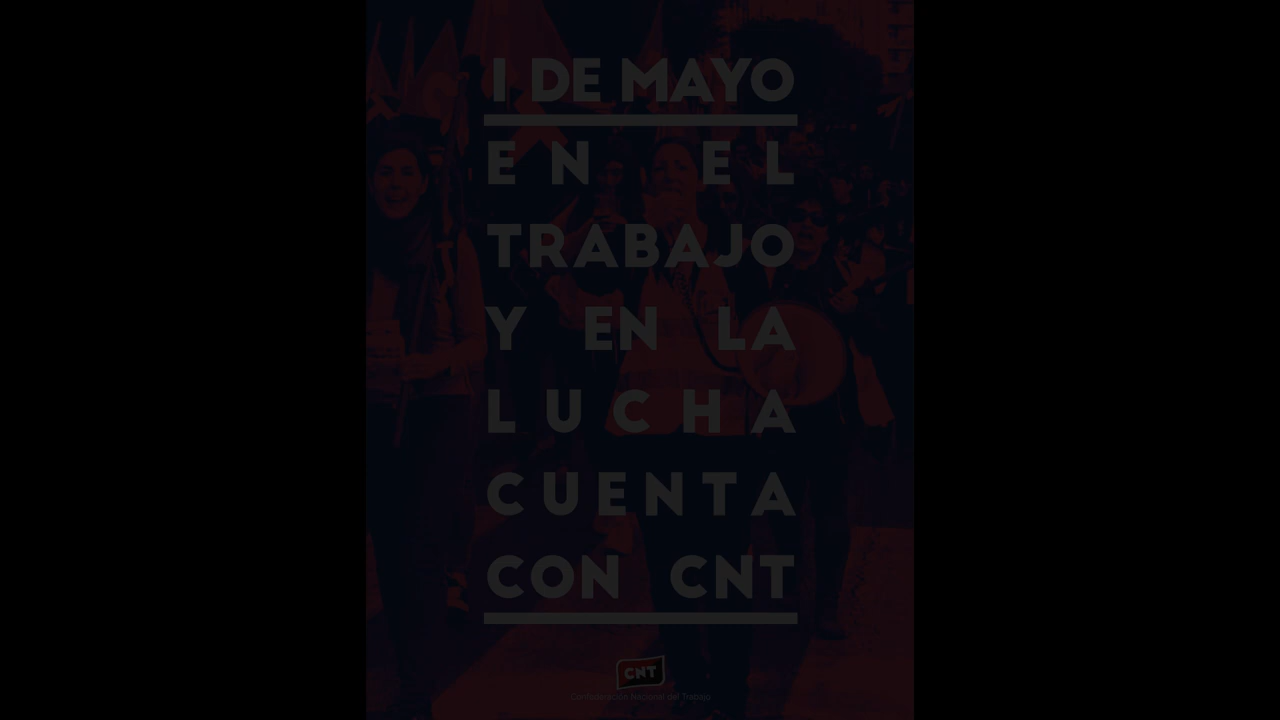 1 DE MAYO
EN EL
TRABAJO
Y EN LA
LUCHA
CUENTA
CON CNT
CNT
Confederación Nacional del Trabajo